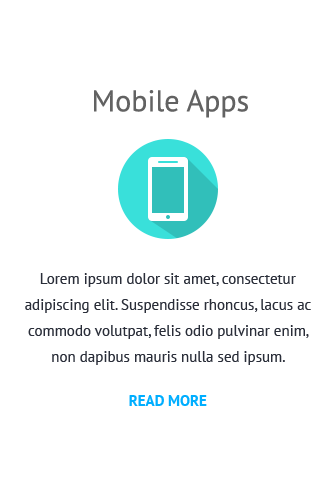 Mobile Apps
Lorem ipsum dolor sit amet, consectetur
adipiscing elit. Suspendisse rhoncus, lacus ac
commodo volutpat, felis odio pulvinar enim,
non dapibus mauris nulla sed ipsum.
READ MORE